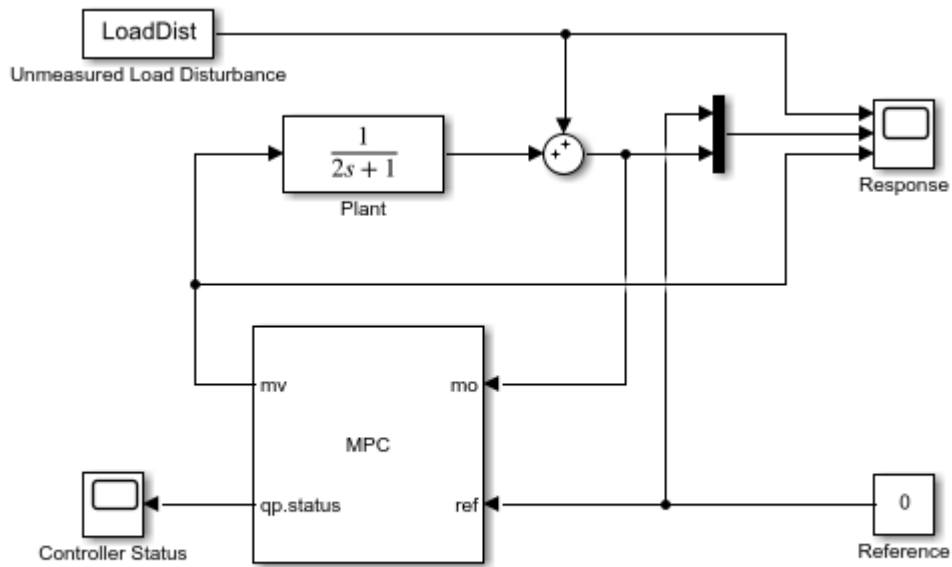 LoadDist
Unmeasured Load Disturbance
1
2s + 1
Plant
+
+
Response
mv
mo
MPC
qp.status
ref
Controller Status
0
Reference